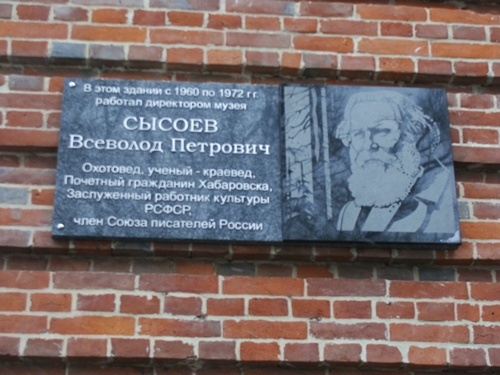 В этом здании с 1960 по 1972 г г.
работал директором музея
СЫСОЕВ
Всеволод Петрович
Охотовед, ученый - краевед,
Почетный гражданин Хабаровска,
Заслуженный работник культуры
РСФСР,
член Союза писателей России